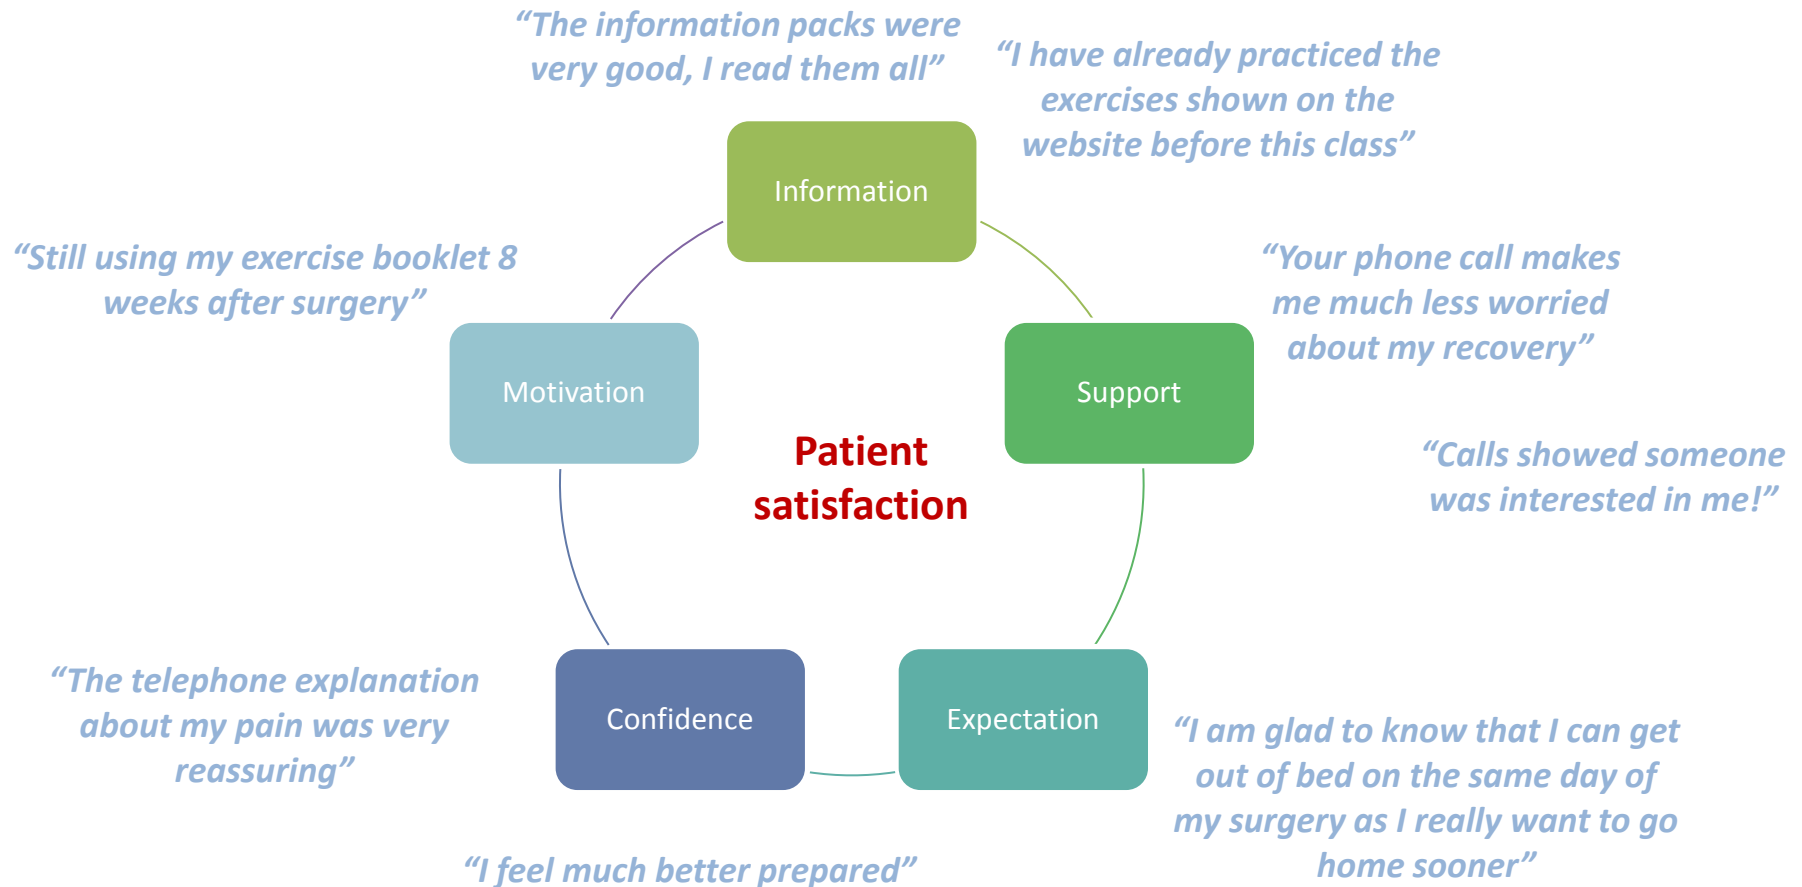 “The information packs were
very good, I read them all”
“I have already practiced the
exercises shown on the
website before this class”
Information
“Still using my exercise booklet 8
weeks after surgery”
“Your phone call makes
me much less worried
about my recovery”
Motivation
Support
Patient
satisfaction
“Calls showed someone
was interested in me!”
“The telephone explanation
about my pain was very
reassuring”
Confidence
Expectation
“I am glad to know that I can get
out of bed on the same day of
my surgery as I really want to go
home sooner”
“I feel much better prepared”